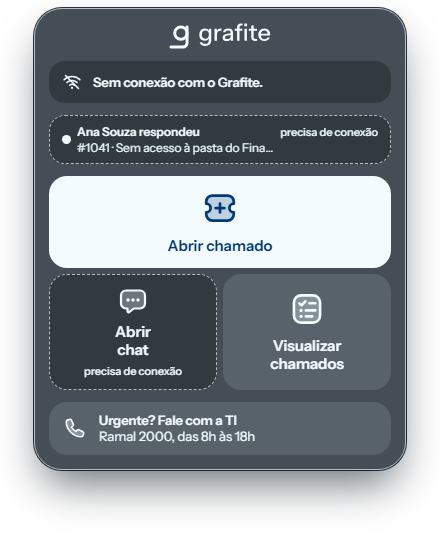 grafite
Sem conexão com o Grafite.
Ana Souza respondeu
precisa de conexão
#1041 · Sem acesso à pasta do Fina...
Abrir chamado
Abrir
chat
precisa de conexão
Visualizar
chamados
Urgente? Fale com a TI
Ramal 2000, das 8h às 18h